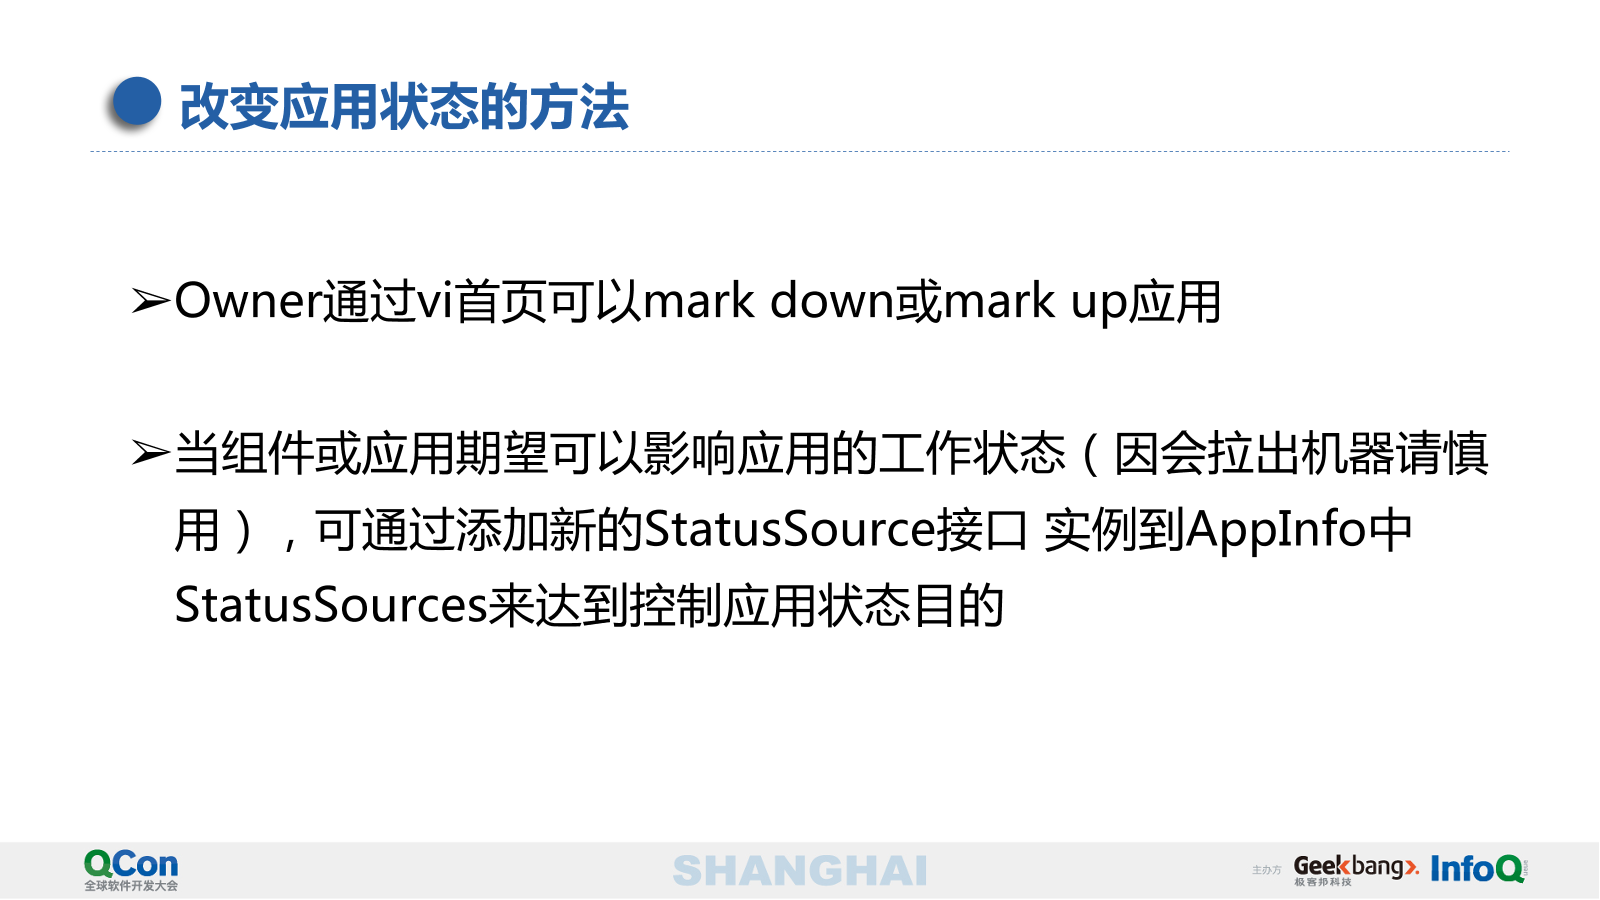 改变应用状态的方法
➢Owner通过vi首页可以mark down或mark up应用
➢当组件或应用期望可以影响应用的工作状态（因会拉出机器请慎
用），可通过添加新的StatusSource接口 实例到AppInfo中
StatusSources来达到控制应用状态目的
QCon
全球软件开发大会
SHANGHAI
主办方
Geekbang>.
极客邦科技
InfoQ